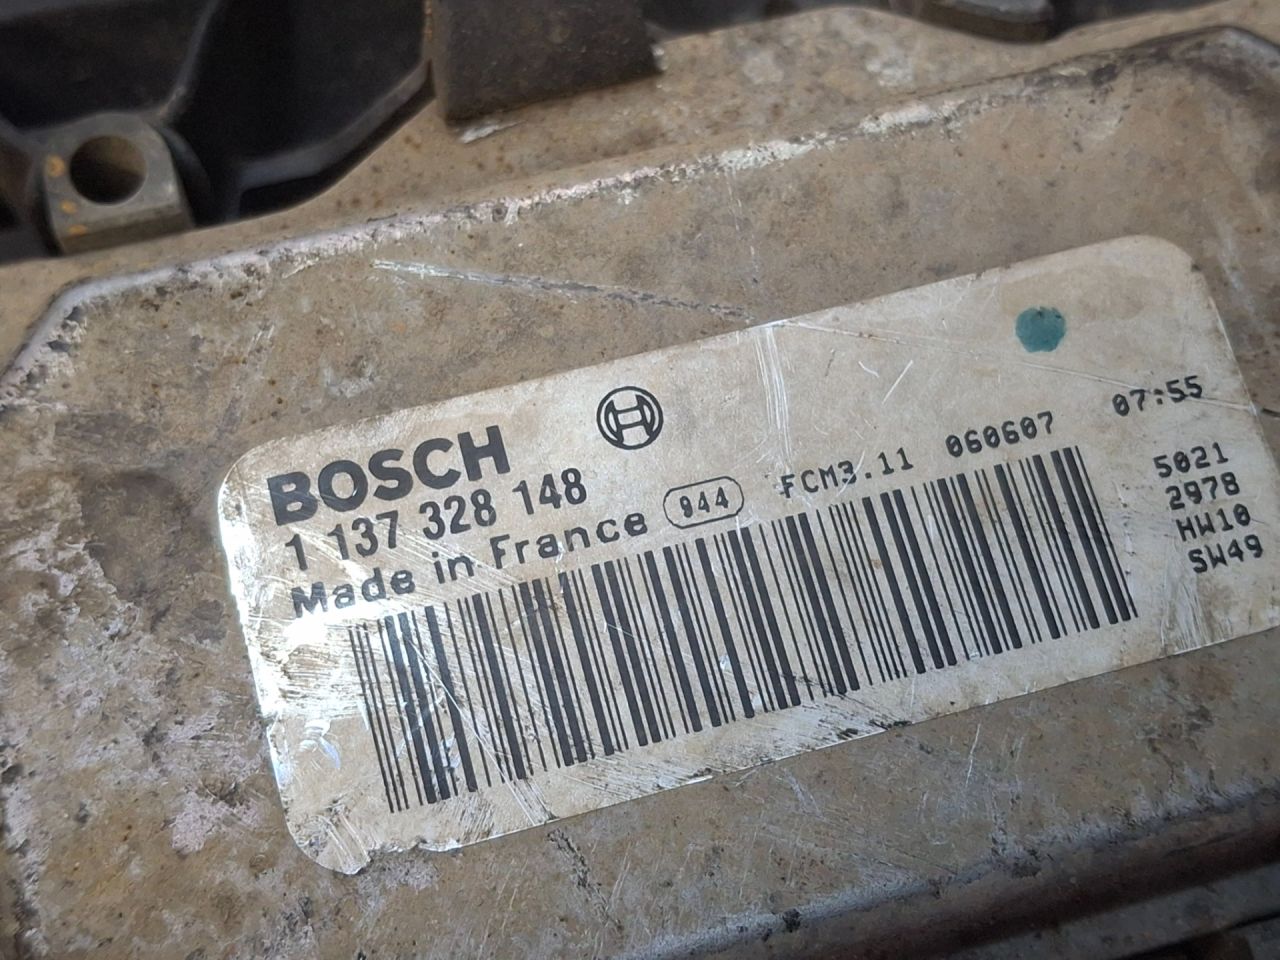 BOSCH
1 137 328 148
Made in France 944 FCM3.11 060607 07:55
5021
2978
HW10
SW49